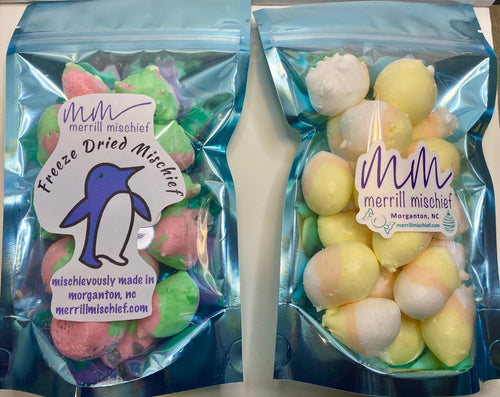 mm
merrill mischief
Freeze Dried Mischief
mischievously made in
morganton, nc
merrillmischief.com
mm
merrill mischief
Morganton, NC
merrillmischief.com